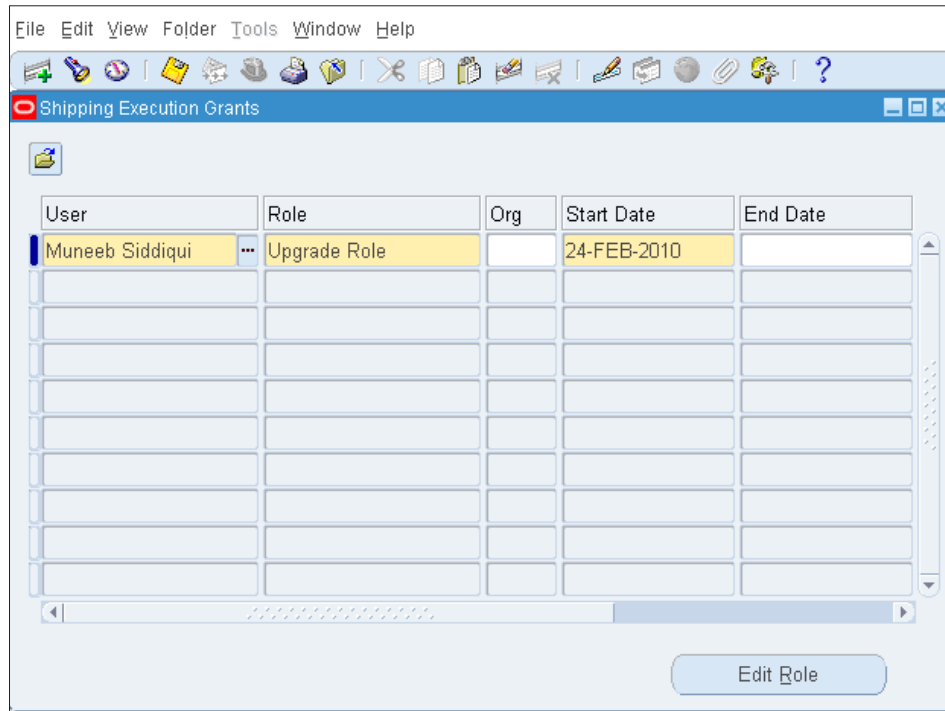 File Edit View Folder Tools Window Help
?
Shipping Execution Grants
User Role Org Start Date End Date
Muneeb Siddiqui ... Upgrade Role 24-FEB-2010
Edit Role